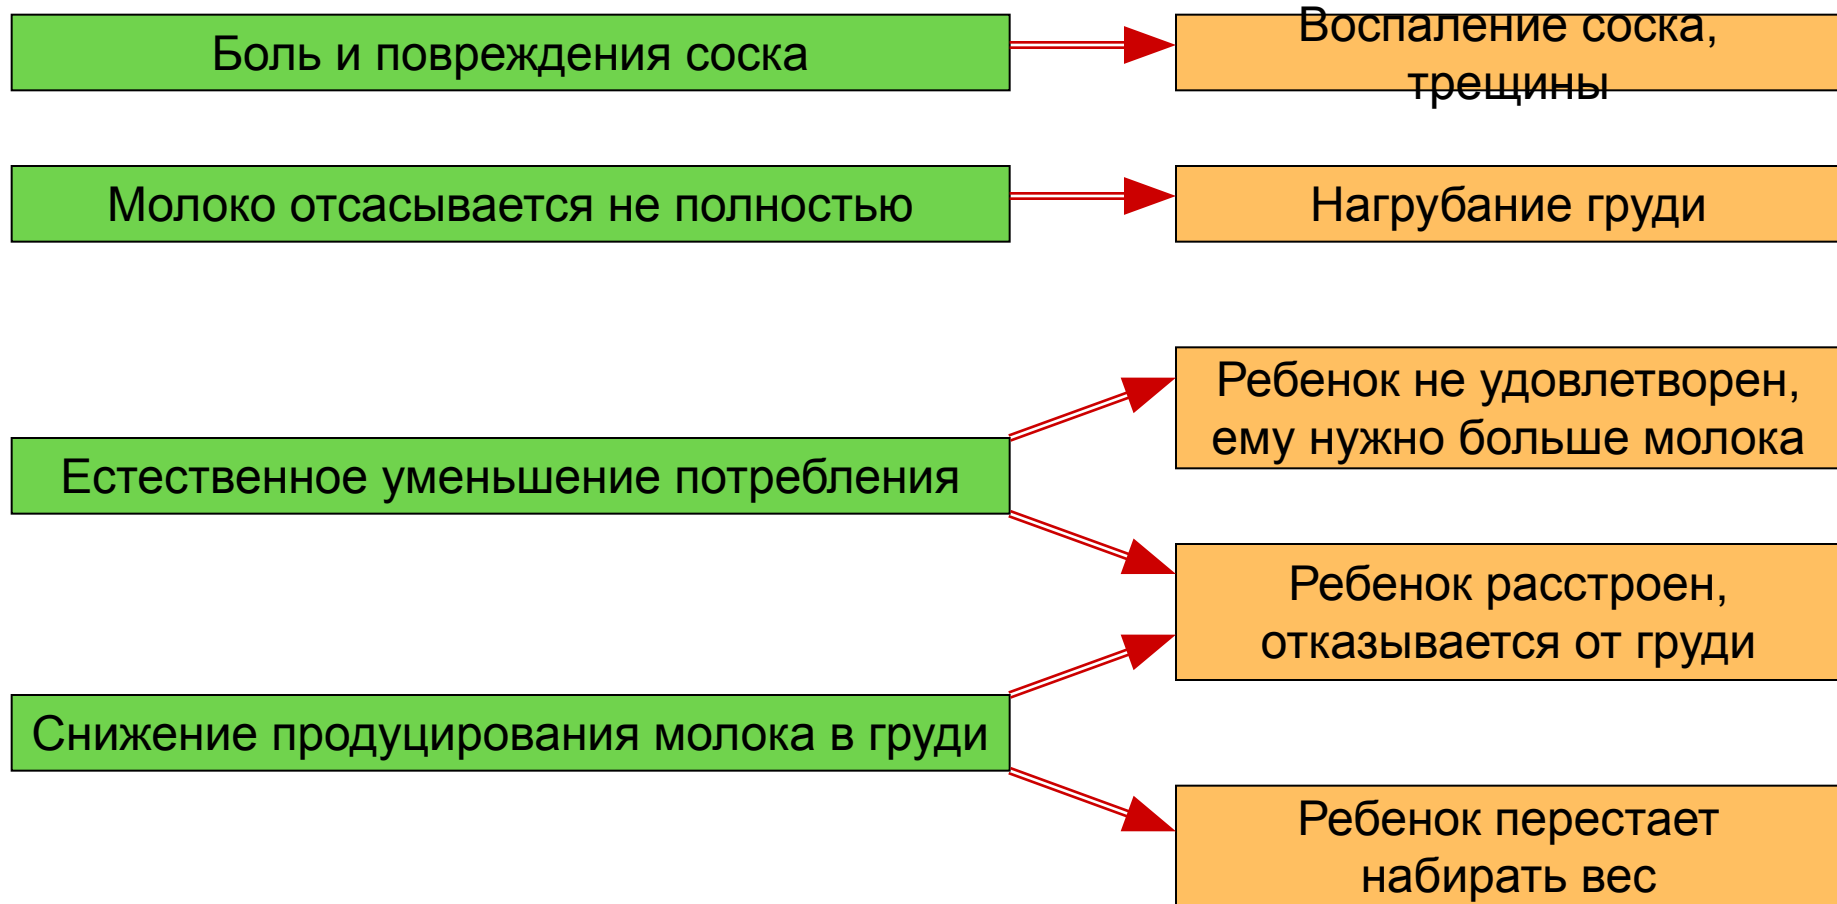 Боль и повреждения соска
Воспаление соска,
трещины
Молоко отсасывается не полностью
Нагрубание груди
Ребенок не удовлетворен,
ему нужно больше молока
Естественное уменьшение потребления
Ребенок расстроен,
отказывается от груди
Снижение продуцирования молока в груди
Ребенок перестает
набирать вес